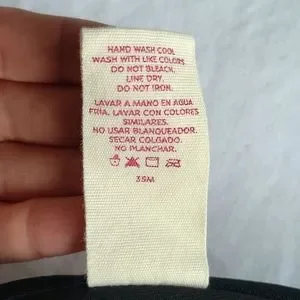 HAND WASH COOL
WASH WITH LIKE COLORS
DO NOT BLEACH.
LINE DRY.
DO NOT IRON.
LAVAR A MANO EN AGUA
FRÍA. LAVAR CON COLORES
SIMILARES.
NO USAR BLANQUEADOR.
SECAR COLGADO.
NO PLANCHAR.
3SM